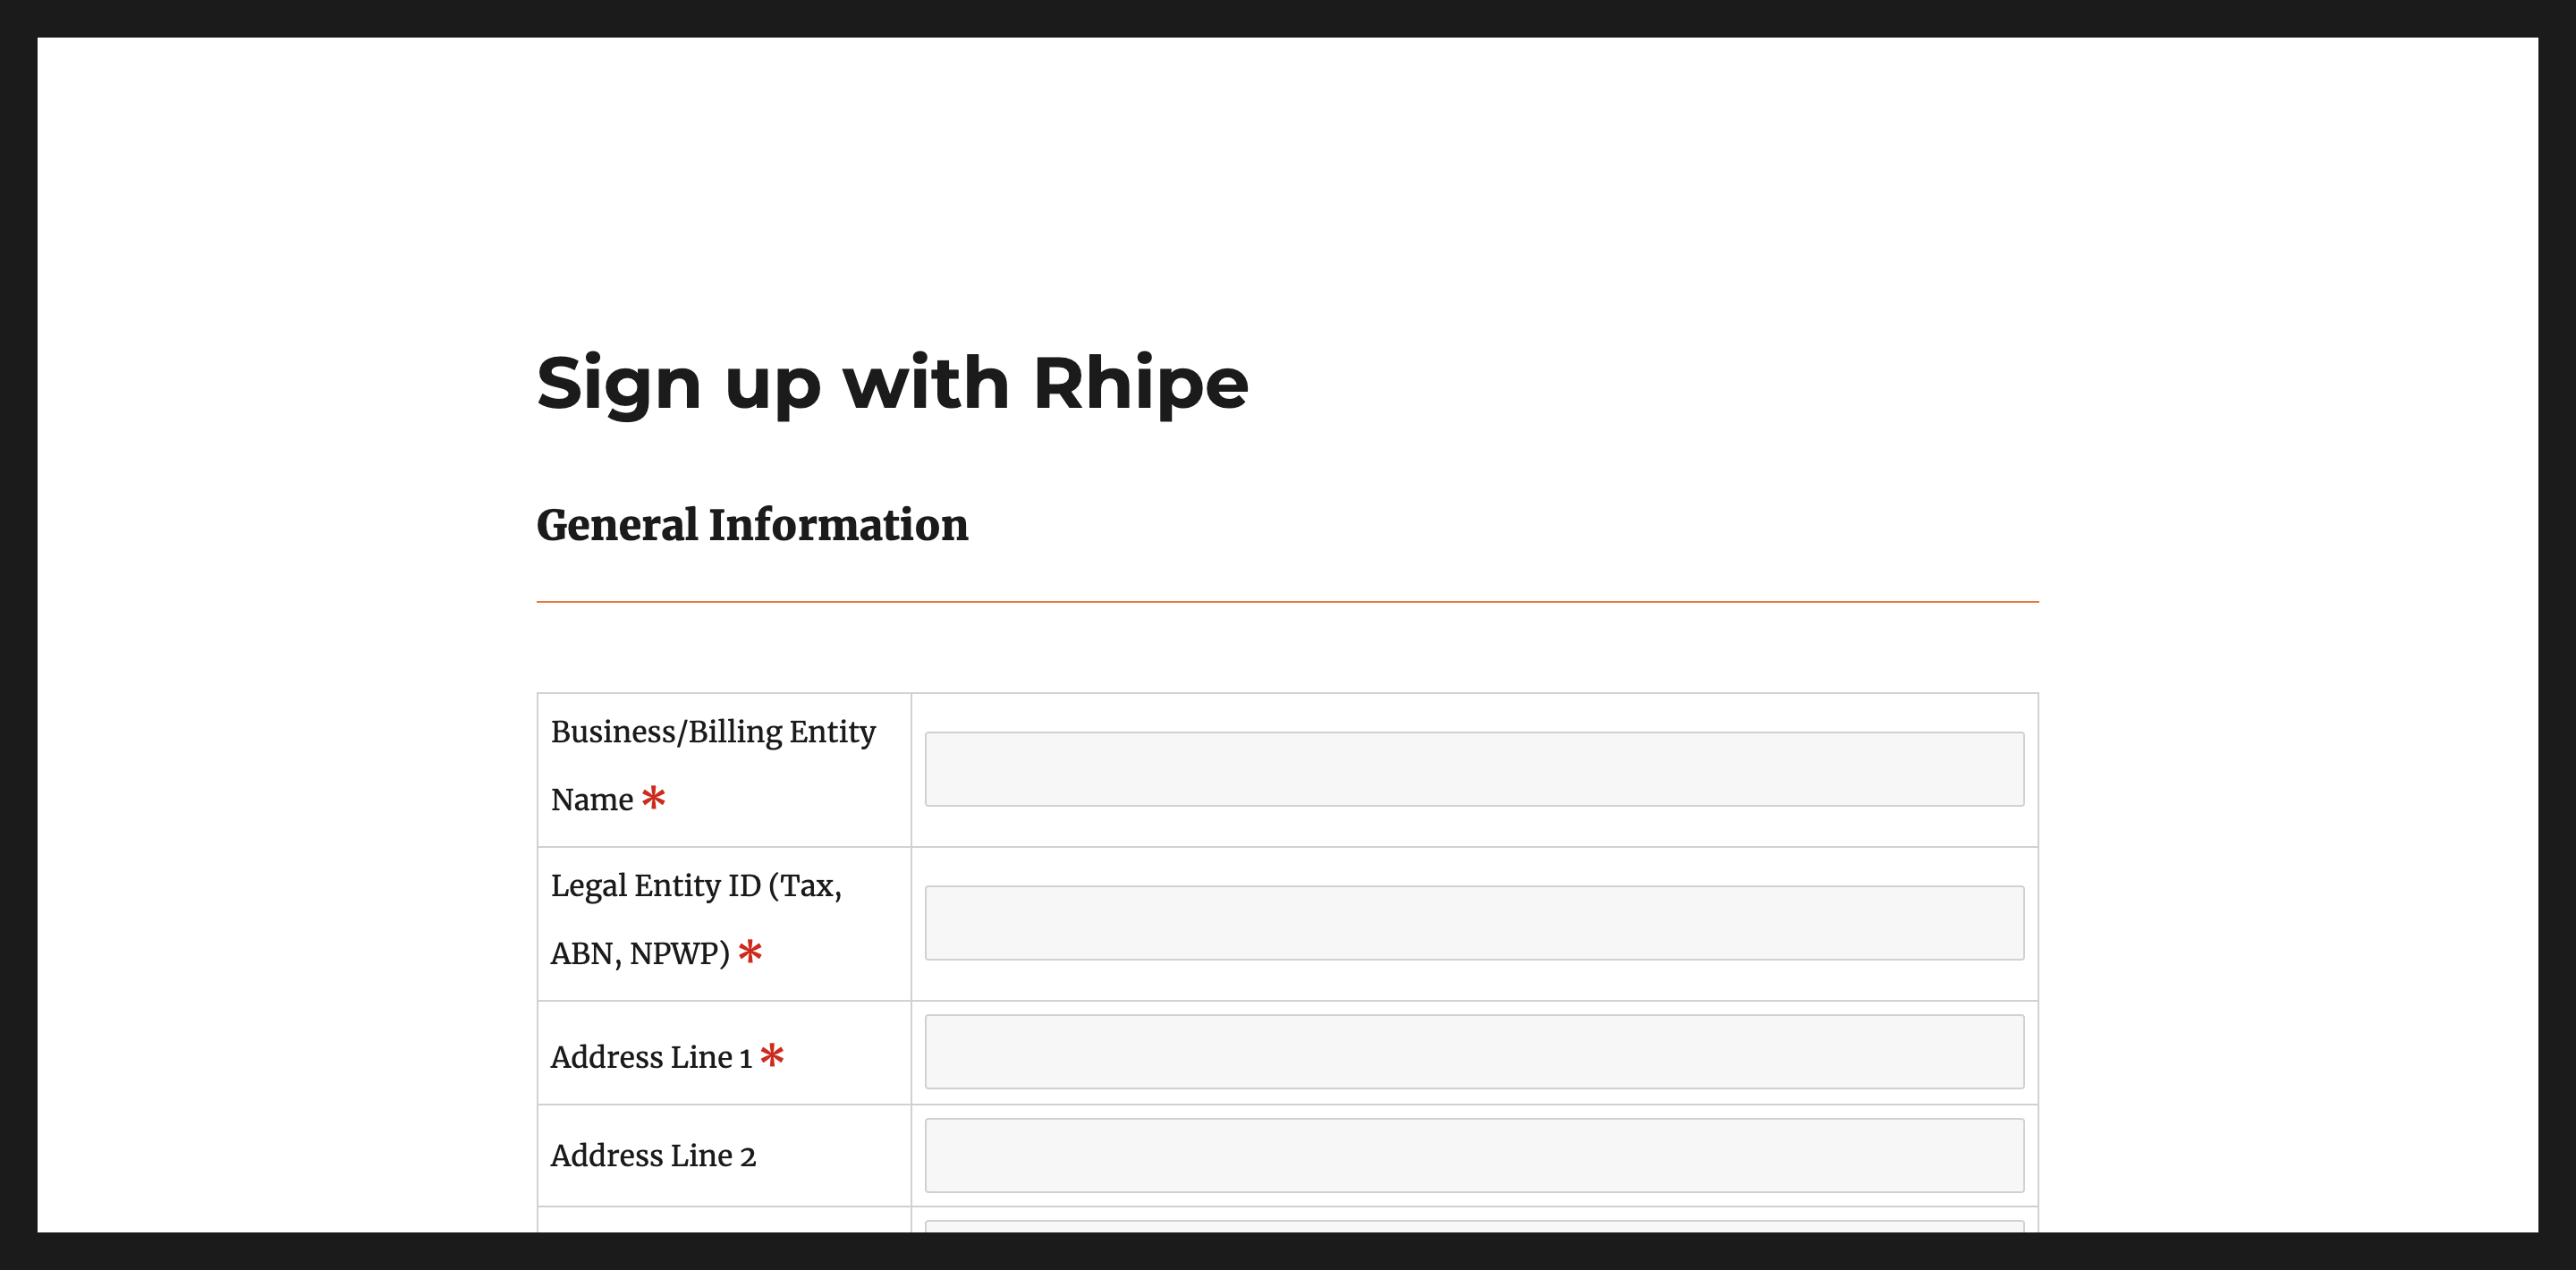 Sign up with Rhipe
General Information
Business/Billing Entity
Name *
Legal Entity ID (Tax,
ABN, NPWP) *
Address Line 1 *
Address Line 2